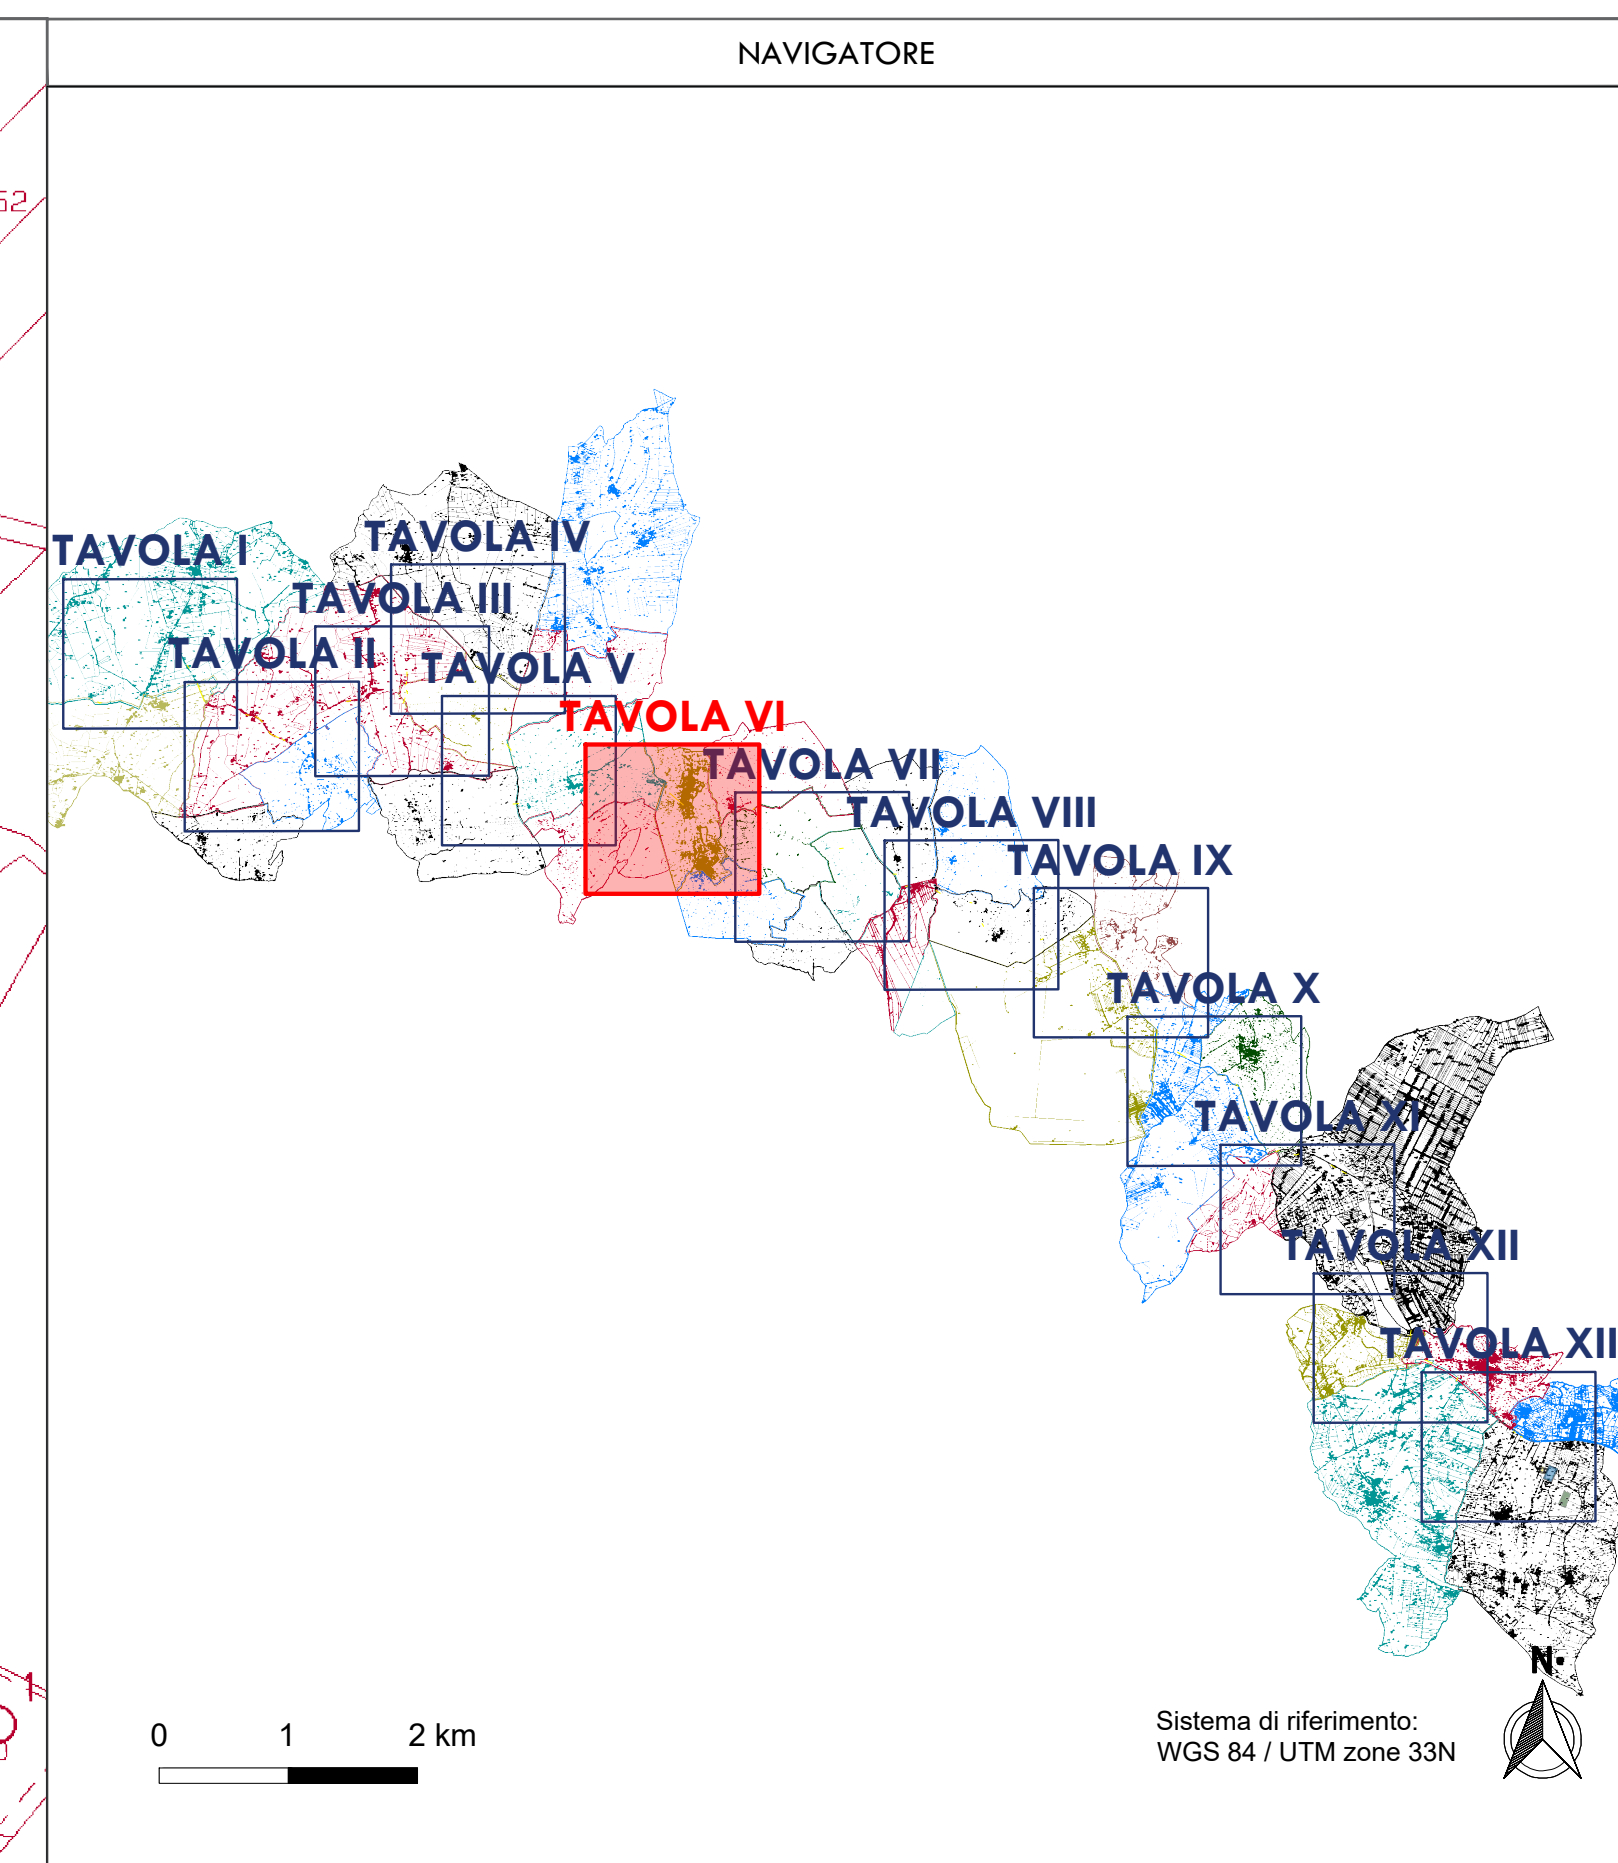 NAVIGATORE
52
TAVOLA IV
TAVOLA I
TAVOLA III
TAVOLA II
TAVOLA V
TAVOLA VI
TAVOLA VII
TAVOLA VIII
TAVOLA IX
TAVOLA X
TAVOLA XI
TAVOLA XII
TAVOLA XII
N
0 1 2 km
Sistema di riferimento:
WGS 84 / UTM zone 33N